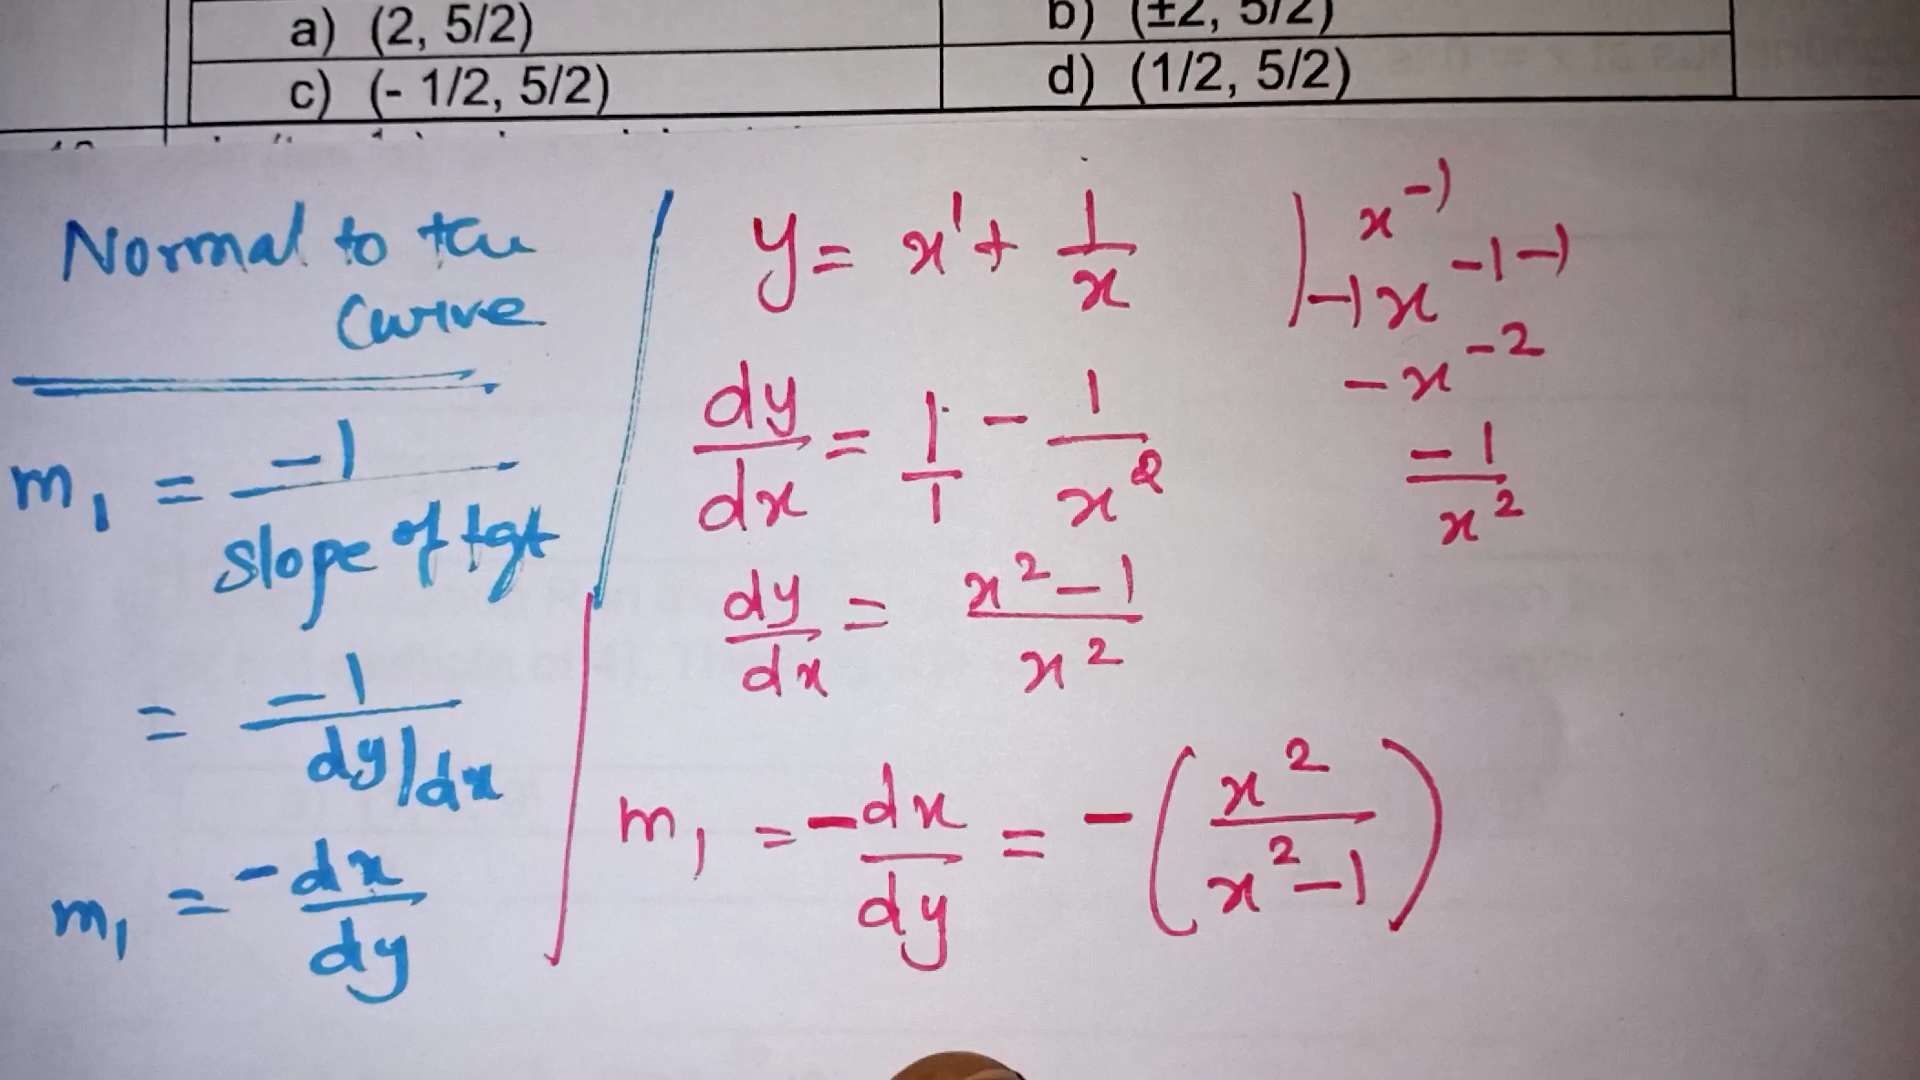 a) (2, 5/2)
b) (±2, 5/2)
c) (- 1/2, 5/2)
d) (1/2, 5/2)
Normal to the
Curve
m₁ = -1 / slope of tgt
= -1 / dy/dx
m₁ = -dx/dy
y = x¹ + 1/x
dy/dx = 1/1 - 1/x²
dy/dx = x²-1 / x²
m₁ = -dx/dy = -(x² / x²-1)
x⁻¹
-1x⁻¹⁻¹
-x⁻²
-1/x²